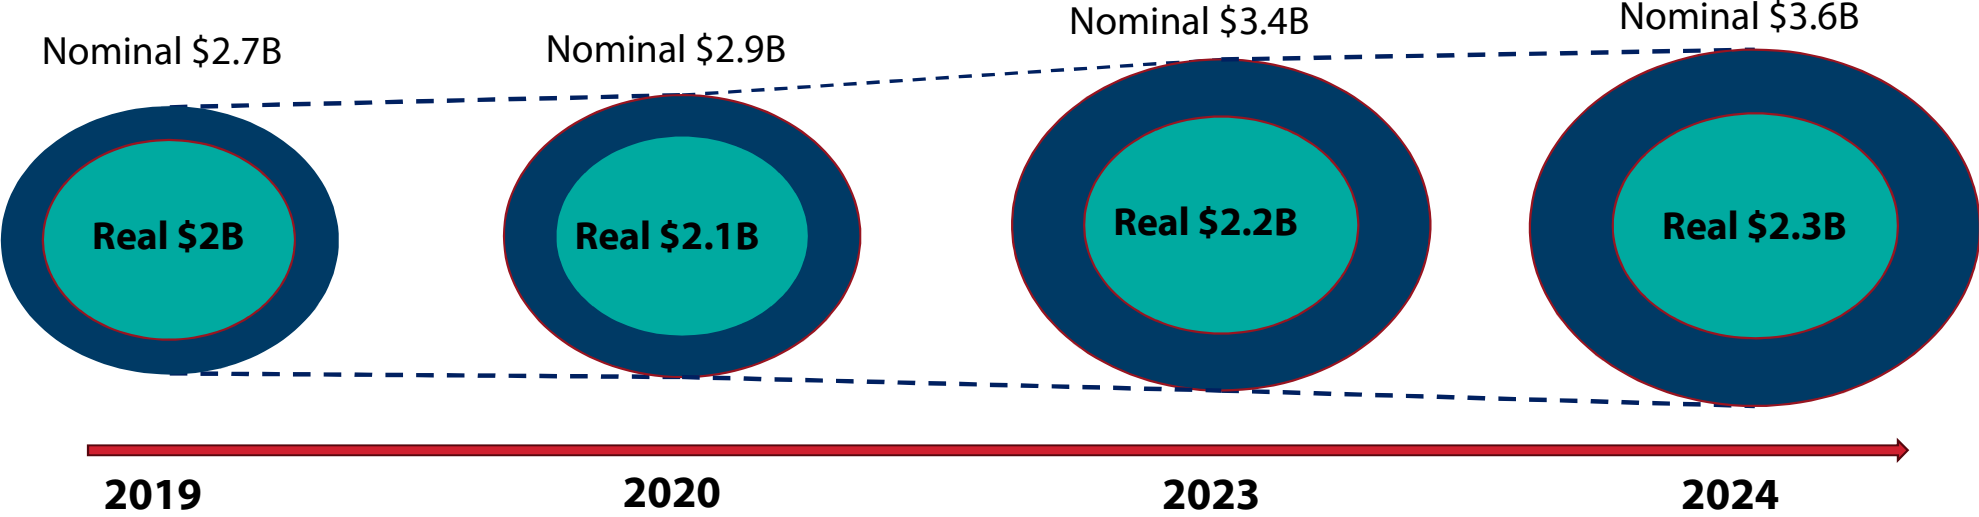 Nominal $2.7B
Nominal $2.9B
Nominal $3.4B
Nominal $3.6B
Real $2B
Real $2.1B
Real $2.2B
Real $2.3B
2019
2020
2023
2024